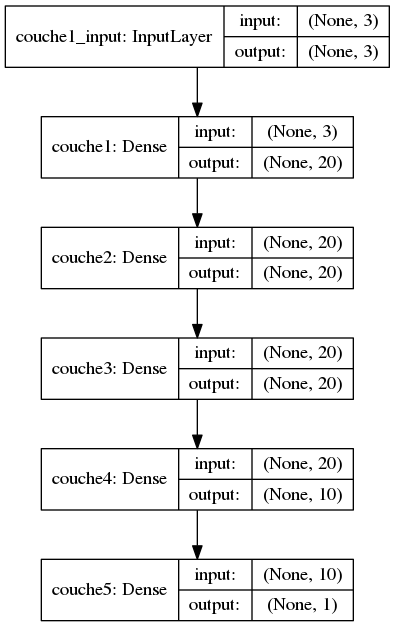 couche1_input: InputLayer
input: (None, 3)
output: (None, 3)
couche1: Dense
input: (None, 3)
output: (None, 20)
couche2: Dense
input: (None, 20)
output: (None, 20)
couche3: Dense
input: (None, 20)
output: (None, 20)
couche4: Dense
input: (None, 20)
output: (None, 10)
couche5: Dense
input: (None, 10)
output: (None, 1)